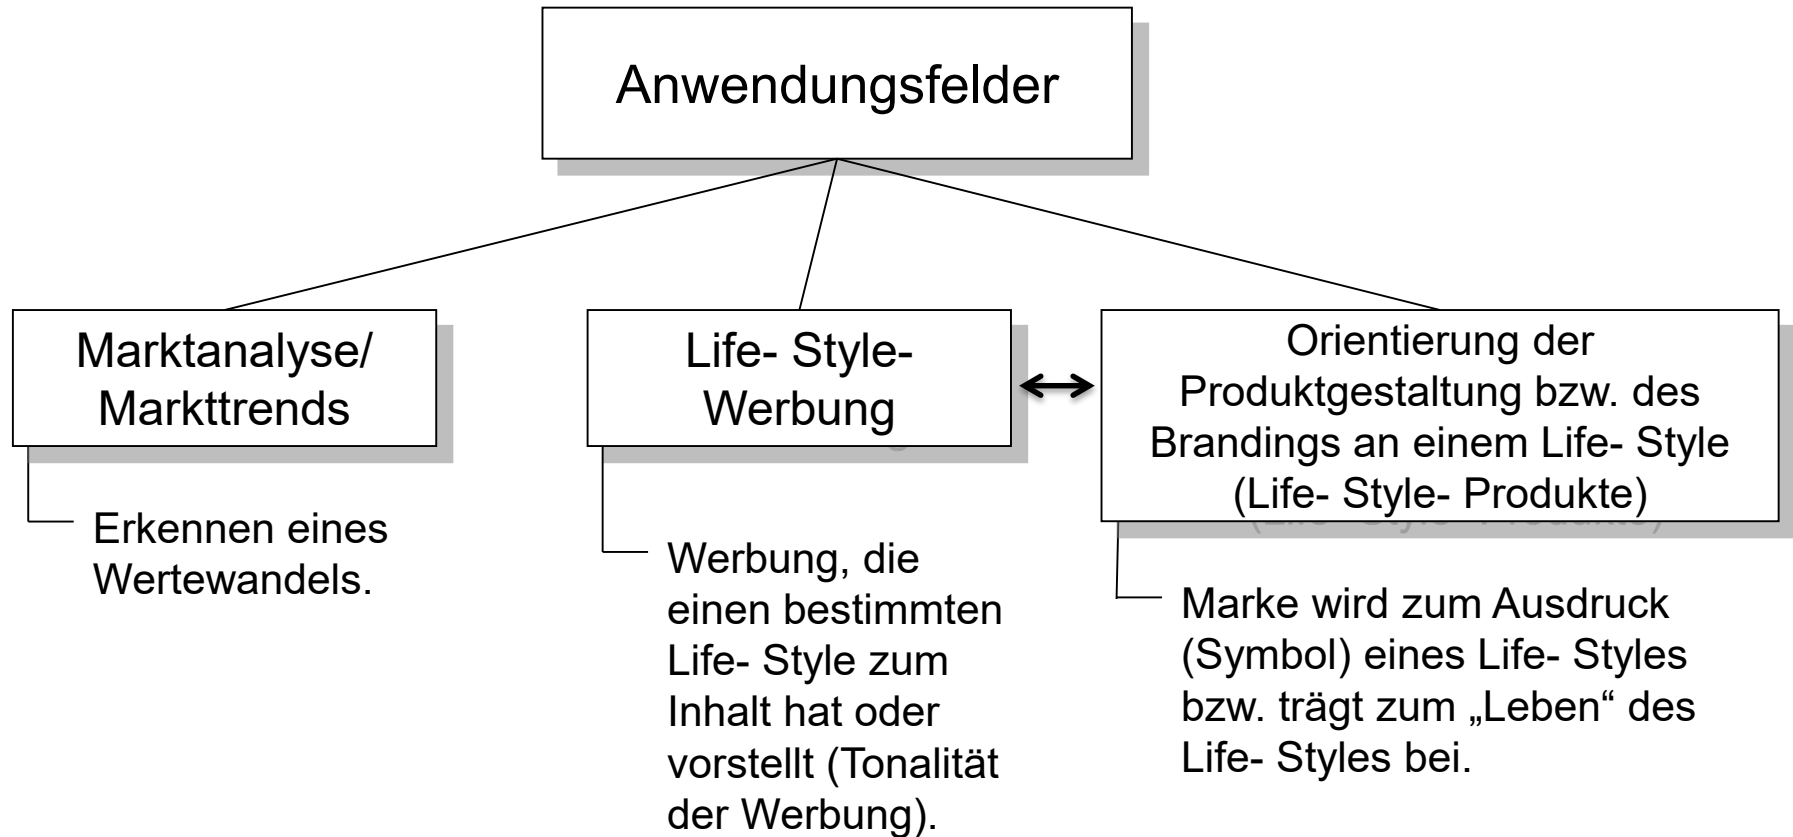 Anwendungsfelder
Marktanalyse/
Markttrends
Erkennen eines
Wertewandels.
Life- Style-
Werbung
Werbung, die
einen bestimmten
Life- Style zum
Inhalt hat oder
vorstellt (Tonalität
der Werbung).
Orientierung der
Produktgestaltung bzw. des
Brandings an einem Life- Style
(Life- Style- Produkte)
Marke wird zum Ausdruck
(Symbol) eines Life- Styles
bzw. trägt zum „Leben“ des
Life- Styles bei.